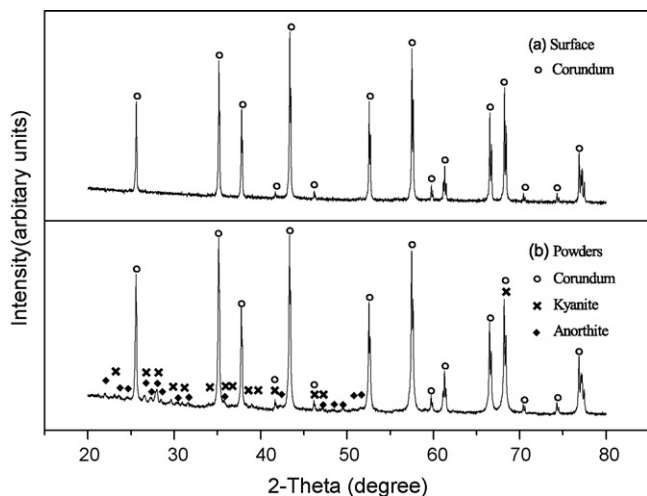 (a) Surface
Corundum
(b) Powders
Corundum
Kyanite
Anorthite
Intensity(arbitary units)
20 30 40 50 60 70 80
2-Theta (degree)